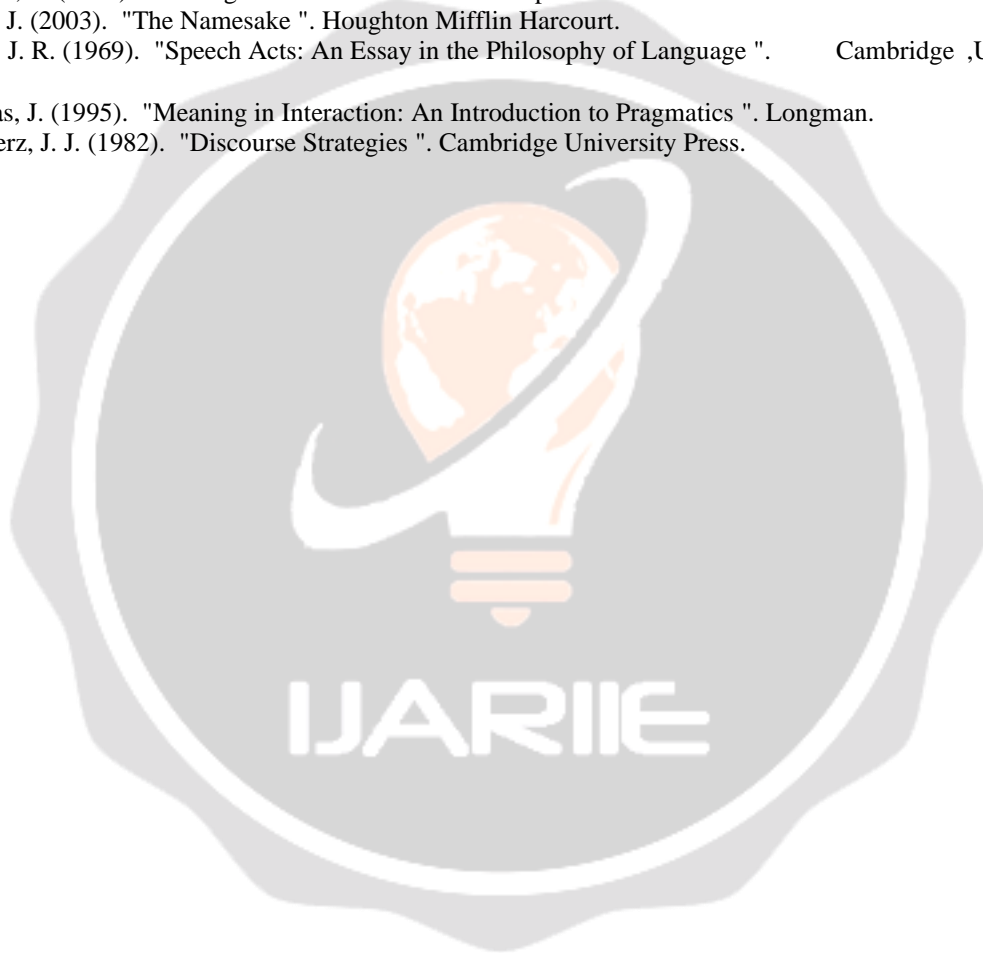 J. (2003). "The Namesake ". Houghton Mifflin Harcourt.
J. R. (1969). "Speech Acts: An Essay in the Philosophy of Language ". Cambridge ,U
as, J. (1995). "Meaning in Interaction: An Introduction to Pragmatics ". Longman.
erz, J. J. (1982). "Discourse Strategies ". Cambridge University Press.
IJARIIE